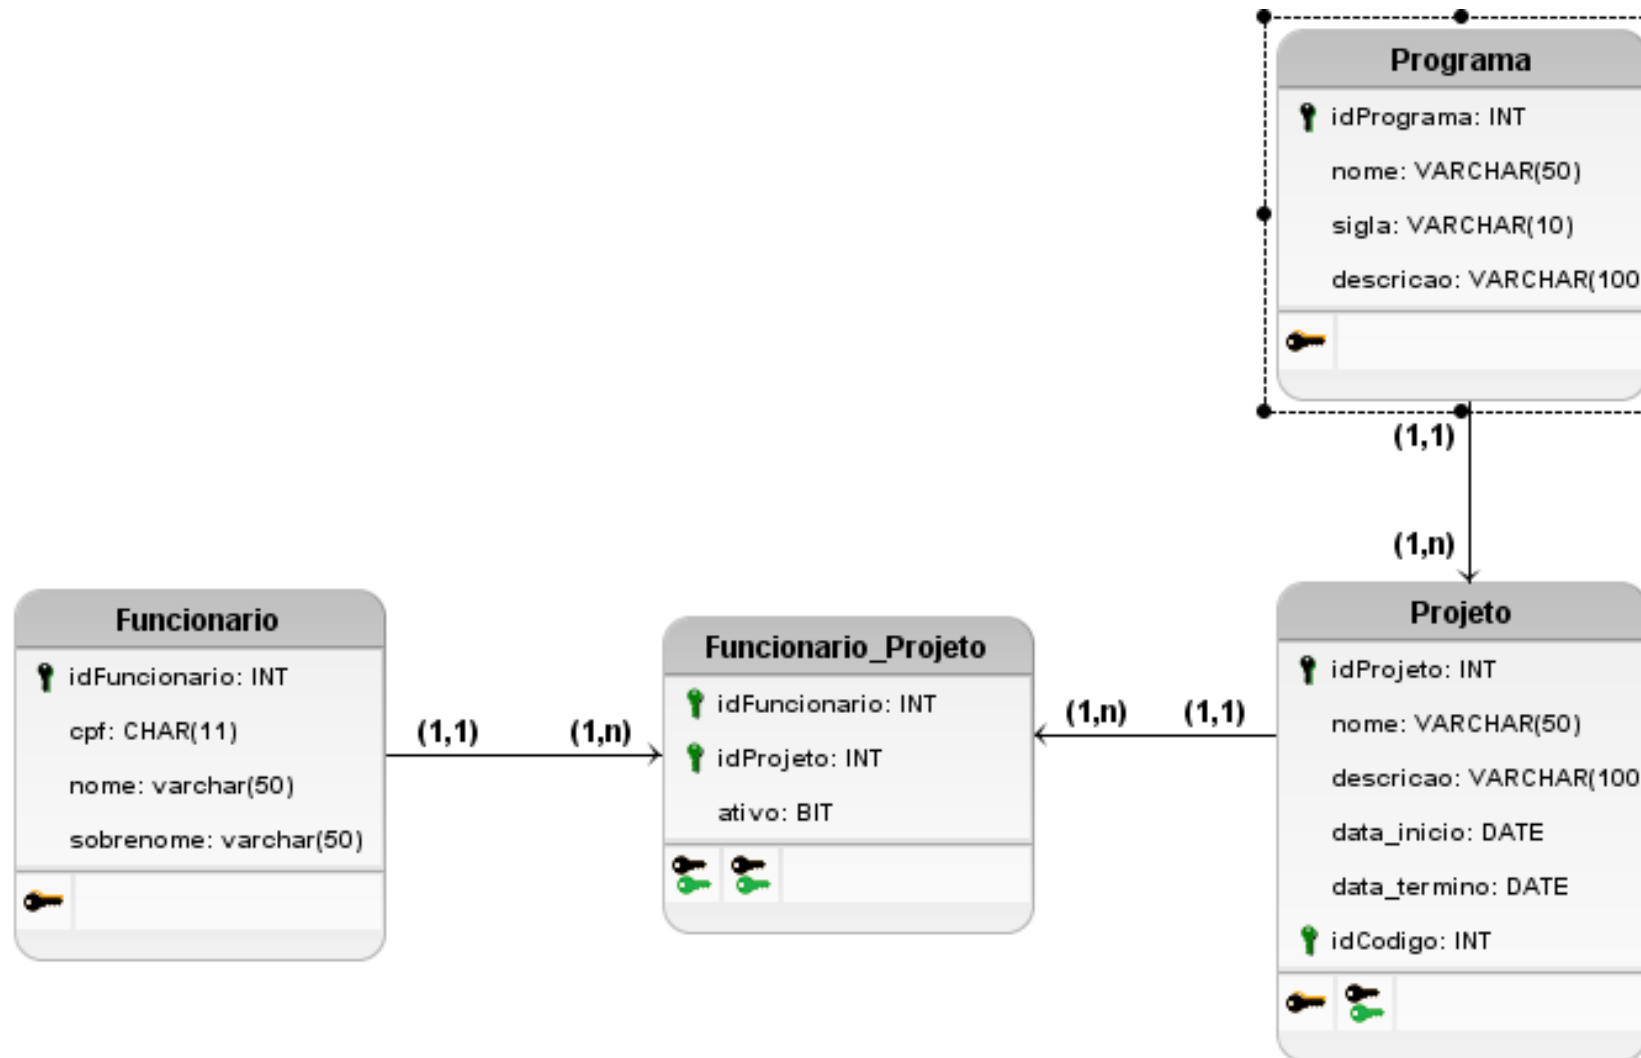 Programa
idPrograma: INT
nome: VARCHAR(50)
sigla: VARCHAR(10)
descricao: VARCHAR(100
(1,1)
(1,n)
Funcionario
idFuncionario: INT
cpf: CHAR(11)
nome: varchar(50)
sobrenome: varchar(50)
(1,1)
(1,n)
Funcionario_Projeto
idFuncionario: INT
idProjeto: INT
ativo: BIT
(1,n)
(1,1)
Projeto
idProjeto: INT
nome: VARCHAR(50)
descricao: VARCHAR(100
data_inicio: DATE
data_termino: DATE
idCodigo: INT